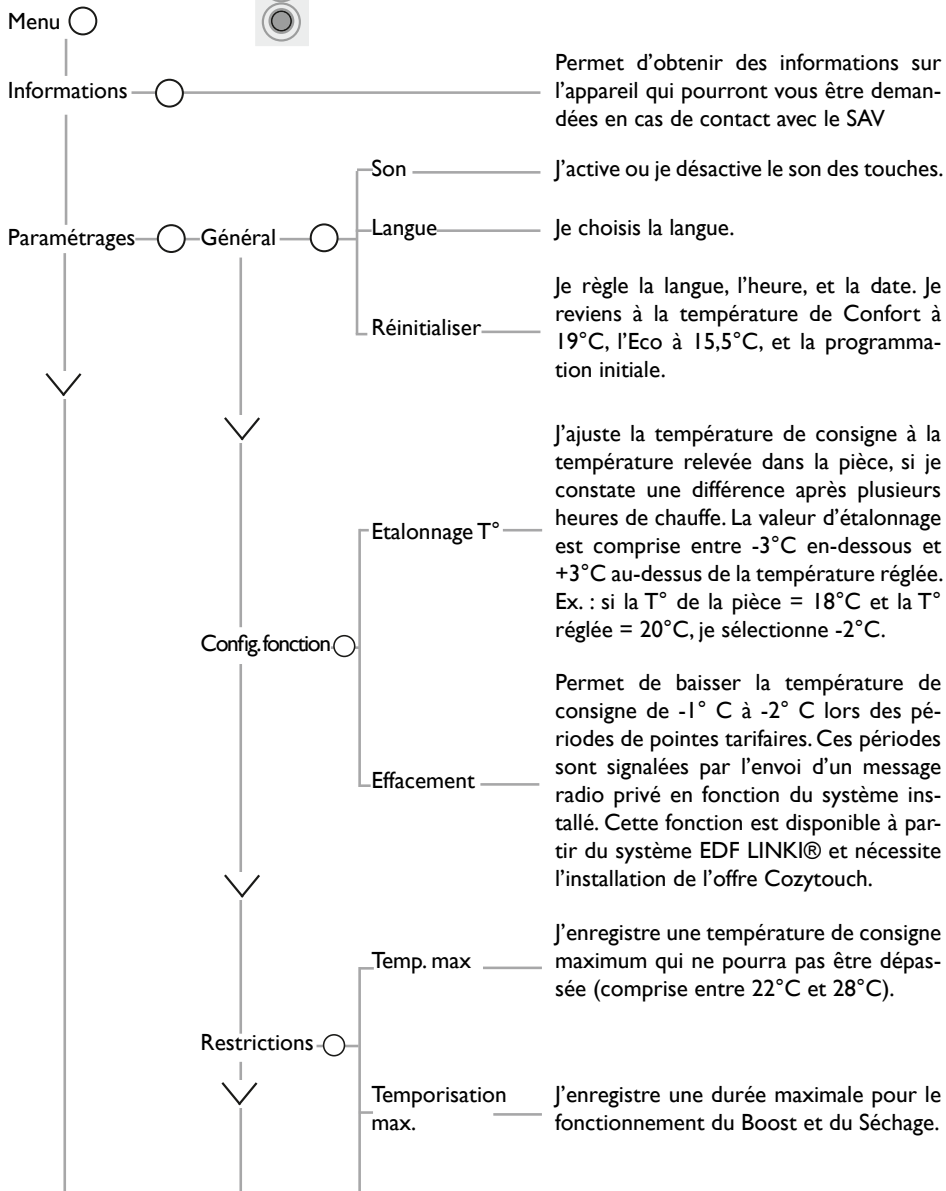 Menu
Informations
Permet d'obtenir des informations sur
l'appareil qui pourront vous être deman-
dées en cas de contact avec le SAV
Paramétrages
Général
Son
J'active ou je désactive le son des touches.
Langue
Je choisis la langue.
Réinitialiser
Je règle la langue, l'heure, et la date. Je
reviens à la température de Confort à
19°C, l'Eco à 15,5°C, et la programma-
tion initiale.
Config. fonction
Etalonnage T°
J'ajuste la température de consigne à la
température relevée dans la pièce, si je
constate une différence après plusieurs
heures de chauffe. La valeur d'étalonnage
est comprise entre -3°C en-dessous et
+3°C au-dessus de la température réglée.
Ex. : si la T° de la pièce = 18°C et la T°
réglée = 20°C, je sélectionne -2°C.
Effacement
Permet de baisser la température de
consigne de -1° C à -2° C lors des pé-
riodes de pointes tarifaires. Ces périodes
sont signalées par l'envoi d'un message
radio privé en fonction du système ins-
tallé. Cette fonction est disponible à par-
tir du système EDF LINKI® et nécessite
l'installation de l'offre Cozytouch.
Restrictions
Temp. max
J'enregistre une température de consigne
maximum qui ne pourra pas être dépas-
sée (comprise entre 22°C et 28°C).
Temporisation
max.
J'enregistre une durée maximale pour le
fonctionnement du Boost et du Séchage.